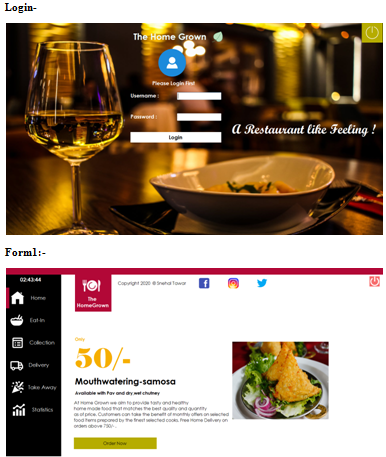 Login-
The Home Grown
Please Login First
Username :
Password :
Login
A Restaurant like Feeling !
Form1:-
02:43:44
Home
Eat-In
Collection
Delivery
Take Away
Statistics
The
HomeGrown
Copyright 2020 @ Snehal Tawar
Only
50/-
Mouthwatering-samosa
Available with Pav and dry,wet chutney
At Home Grown we aim to provide tasty and healthy
home made food that matches the best quality and quantity
as of price. Customers can take the benefit of monthly offers on selected
food items prepared by the finest selected cooks. Free Home Delivery on
orders above 750/-.
Order Now